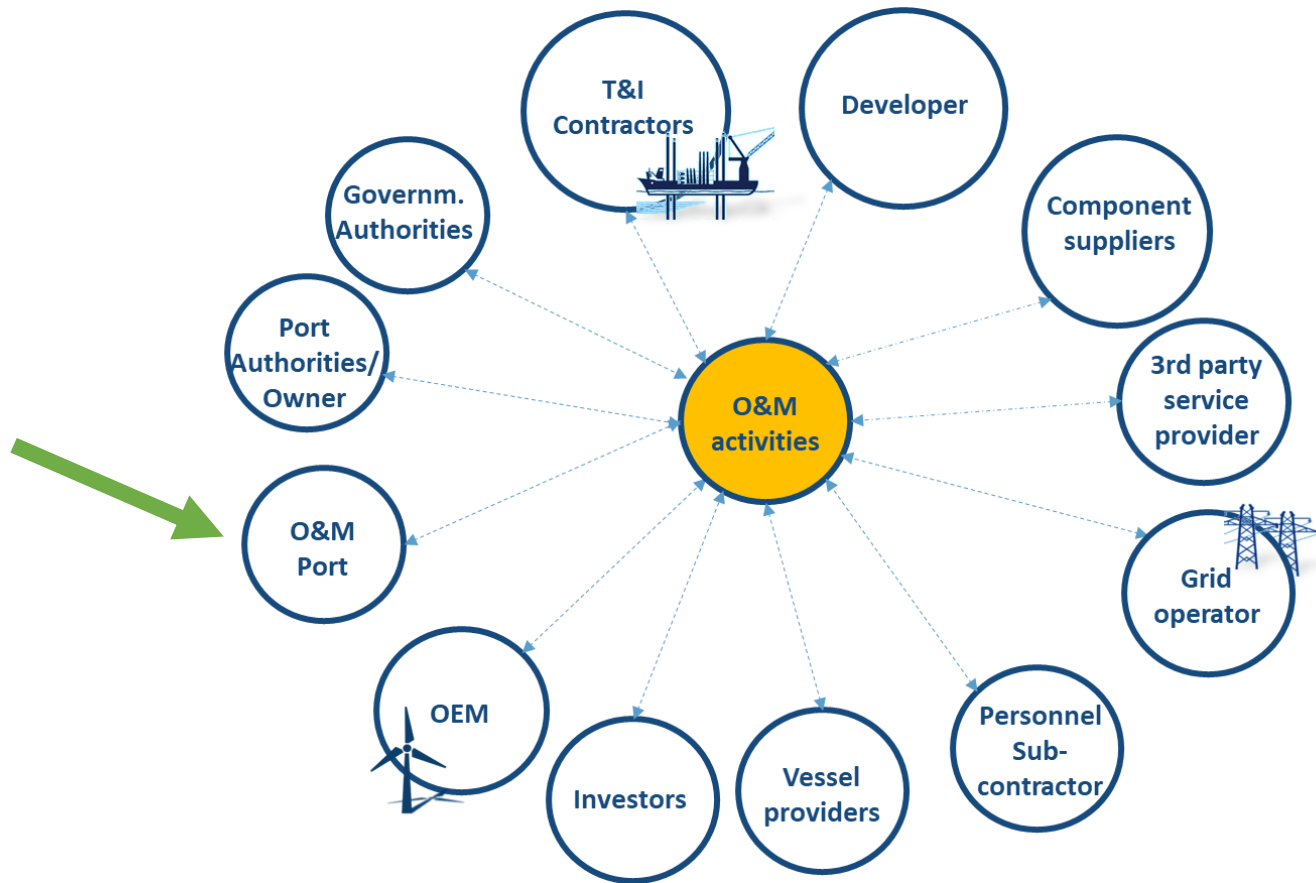 T&I
Contractors
Developer
Governm.
Authorities
Component
suppliers
Port
Authorities/
Owner
3rd party
service
provider
O&M
activities
O&M
Port
Grid
operator
OEM
Personnel
Sub-
contractor
Investors
Vessel
providers